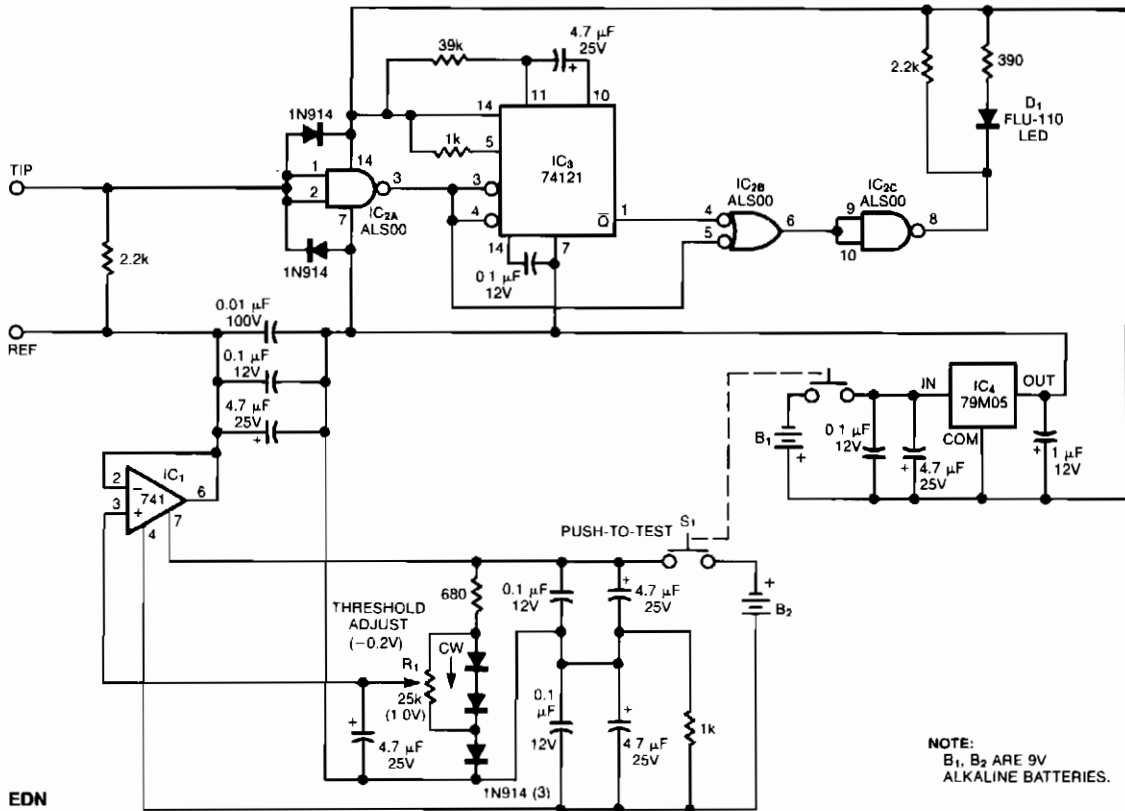 4.7 µF
25V
39k
2.2k
390
11
10
1N914
14
14
D₁
FLU-110
LED
1k
5
IC₃
74121
TIP
1
2
3
3
4
7
IC₂A
ALS00
Q̅
1
IC₂B
ALS00
4
5
6
IC₂C
ALS00
9
10
8
14
7
1N914
0 1 µF
12V
2.2k
0.01 µF
100V
REF
0.1 µF
12V
4.7 µF
25V
+
IC₄
79M05
IN
OUT
COM
B₁
+
0 1 µF
12V
+
4.7 µF
25V
+
1 µF
12V
IC₁
741
2
3
−
+
6
7
4
PUSH-TO-TEST
S₁
680
0.1 µF
12V
+
4.7 µF
25V
+
B₂
THRESHOLD
ADJUST
(−0.2V)
CW
R₁
25k
(1 0V)
+
4.7 µF
25V
0.1
µF
12V
+
4 7 µF
25V
1k
1N914 (3)
NOTE:
B₁, B₂ ARE 9V
ALKALINE BATTERIES.
EDN